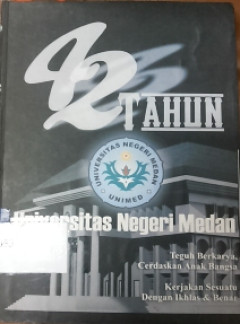 42 TAHUN
UNIVERSITAS NEGERI MEDAN
UNIMED
Universitas Negeri Medan
Teguh Berkarya,
Cerdaskan Anak Bangsa
Kerjakan Sesuatu
Dengan Ikhlas & Benar